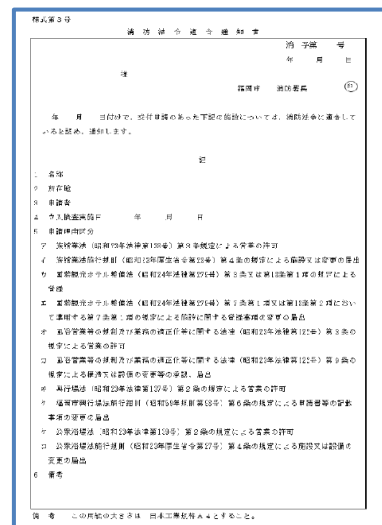 様式第3号
消防法令適合通知書
消 予第 号
年 月 日
様
福岡市 消防署長 印
年 月 日付けで、交付申請のあった下記の施設については、消防法令に適合して
いると認め、通知します。
記
1 名称
2 所在地
3 申請者
4 立入検査実施日 年 月 日
5 申請理由区分
ア 旅館業法(昭和23年法律第138号)第3条規定による営業の許可
イ 旅館業法施行規則(昭和23年厚生省令第28号)第4条の規定による施設又は変更の届出
ウ 国際観光ホテル整備法(昭和24年法律第279号)第3条又は第18条第1項の規定による
登録
エ 国際観光ホテル整備法(昭和24年法律第279号)第7条第1項又は第18条第2項におい
て準用する第7条第1項の規定による施設に関する登録事項の変更の届出
オ 風俗営業等の規制及び業務の適正化等に関する法律(昭和23年法律第122号)第3条の
規定による営業の許可
カ 風俗営業等の規制及び業務の適正化等に関する法律(昭和23年法律第122号)第9条の
規定による構造又は設備の変更等の承認、届出
キ 興行場法(昭和23年法律第137号)第2条の規定による営業の許可
ク 福岡市興行場法施行細則(昭和59年規則第58号)第6条の規定による申請書等の記載
事項の変更の届出
ケ 公衆浴場法(昭和23年法律第139号)第2条の規定による営業の許可
コ 公衆浴場法施行規則(昭和23年厚生省令第27号)第4条の規定による施設又は設備の
変更の届出
6 備考
備 考 この用紙の大きさは 日本工業規格A4とすること。